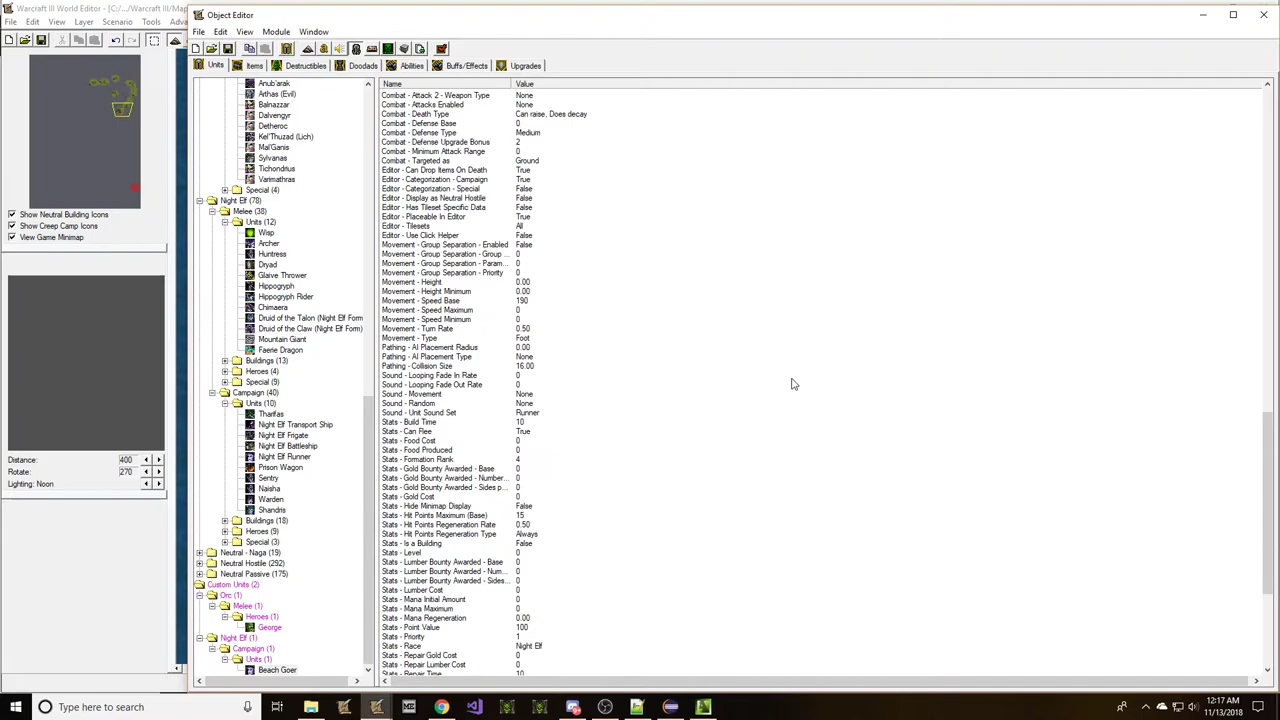 Warcraft III World Editor - [C:/.../Warcraft III/Map
File Edit View Layer Scenario Tools
Show Neutral Building Icons
Show Creep Camp Icons
View Game Minimap
Distance: 400
Rotate: 270
Lighting: Noon
Object Editor
File Edit View Module Window
Units Items Destructibles Doodads Abilities Buffs/Effects Upgrades
Anub'arak
Arthas (Evil)
Balnazzar
Dalvengyr
Detheroc
Kel'Thuzad (Lich)
Mal'Ganis
Sylvanas
Tichondrius
Varimathras
Special (4)
Night Elf (78)
Melee (38)
Units (12)
Wisp
Archer
Huntress
Dryad
Glaive Thrower
Hippogryph
Hippogryph Rider
Chimaera
Druid of the Talon (Night Elf Form)
Druid of the Claw (Night Elf Form)
Mountain Giant
Faerie Dragon
Buildings (13)
Heroes (4)
Special (9)
Campaign (40)
Units (10)
Tharifas
Night Elf Transport Ship
Night Elf Frigate
Night Elf Battleship
Night Elf Runner
Prison Wagon
Sentry
Naisha
Warden
Shandris
Buildings (18)
Heroes (9)
Special (3)
Neutral - Naga (19)
Neutral Hostile (292)
Neutral Passive (175)
Custom Units (2)
Orc (1)
Melee (1)
Heroes (1)
George
Night Elf (1)
Campaign (1)
Units (1)
Beach Goer
Name Value
Combat - Attack 2 - Weapon Type None
Combat - Attacks Enabled None
Combat - Death Type Can raise, Does decay
Combat - Defense Base 0
Combat - Defense Type Medium
Combat - Defense Upgrade Bonus 2
Combat - Minimum Attack Range 0
Combat - Targeted as Ground
Editor - Can Drop Items On Death True
Editor - Categorization - Campaign True
Editor - Categorization - Special False
Editor - Display as Neutral Hostile False
Editor - Has Tileset Specific Data False
Editor - Placeable In Editor True
Editor - Tilesets All
Editor - Use Click Helper False
Movement - Group Separation - Enabled False
Movement - Group Separation - Group ... 0
Movement - Group Separation - Param... 0
Movement - Group Separation - Priority 0
Movement - Height 0.00
Movement - Height Minimum 0.00
Movement - Speed Base 190
Movement - Speed Maximum 0
Movement - Speed Minimum 0
Movement - Turn Rate 0.50
Movement - Type Foot
Pathing - AI Placement Radius 0.00
Pathing - AI Placement Type None
Pathing - Collision Size 16.00
Sound - Looping Fade In Rate 0
Sound - Looping Fade Out Rate 0
Sound - Movement None
Sound - Random None
Sound - Unit Sound Set Runner
Stats - Build Time 10
Stats - Can Flee True
Stats - Food Cost 0
Stats - Food Produced 0
Stats - Formation Rank 4
Stats - Gold Bounty Awarded - Base 0
Stats - Gold Bounty Awarded - Number... 0
Stats - Gold Bounty Awarded - Sides p... 0
Stats - Gold Cost 0
Stats - Hide Minimap Display False
Stats - Hit Points Maximum (Base) 15
Stats - Hit Points Regeneration Rate 0.50
Stats - Hit Points Regeneration Type Always
Stats - Is a Building False
Stats - Level 0
Stats - Lumber Bounty Awarded - Base 0
Stats - Lumber Bounty Awarded - Num... 0
Stats - Lumber Bounty Awarded - Sides... 0
Stats - Lumber Cost 0
Stats - Mana Initial Amount 0
Stats - Mana Maximum 0
Stats - Mana Regeneration 0.00
Stats - Point Value 100
Stats - Priority 1
Stats - Race Night Elf
Stats - Repair Gold Cost 0
Stats - Repair Lumber Cost 0
Stats - Repair Time 10
Type here to search
ME
12:17 AM
11/13/2018